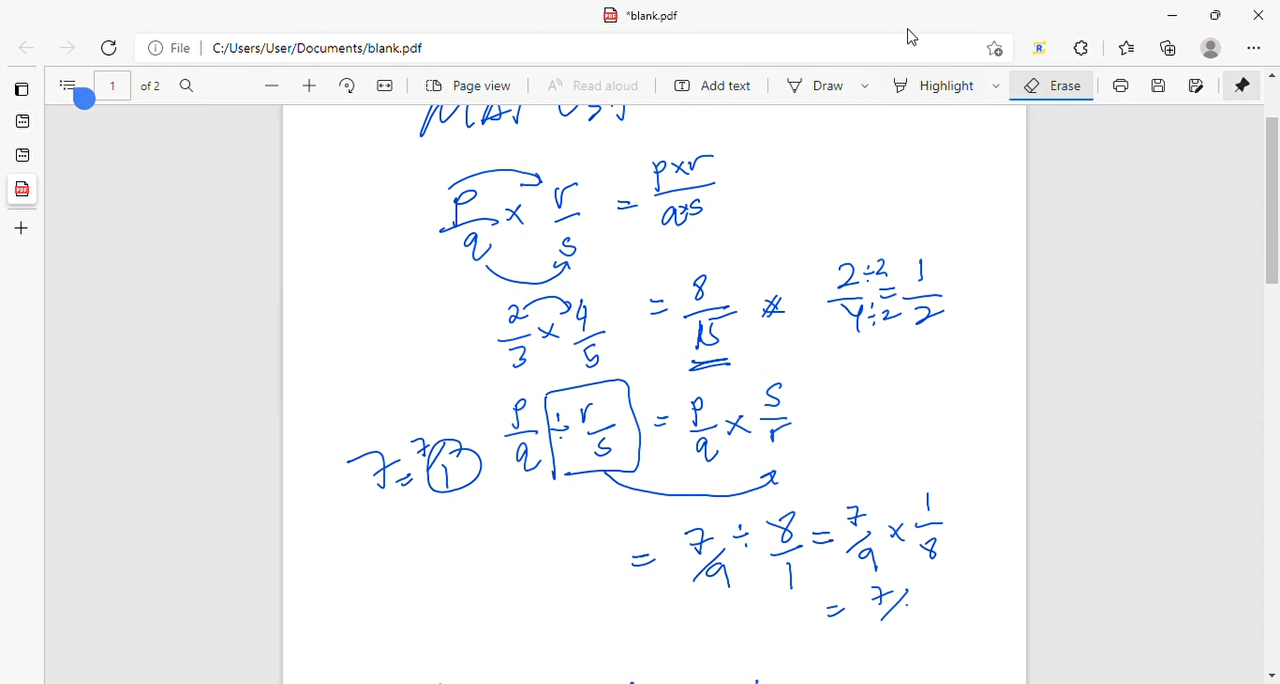 *blank.pdf
File | C:/Users/User/Documents/blank.pdf
1 of 2 Page view Read aloud Add text Draw Highlight Erase
p/q × r/s = p×r/q×s
2/3 × 4/5 = 8/15 * 2÷2/4÷2 = 1/2
p/q ÷ r/s = p/q × s/r
7 = 7/1
= 7/9 ÷ 8/1 = 7/9 × 1/8
= 7/